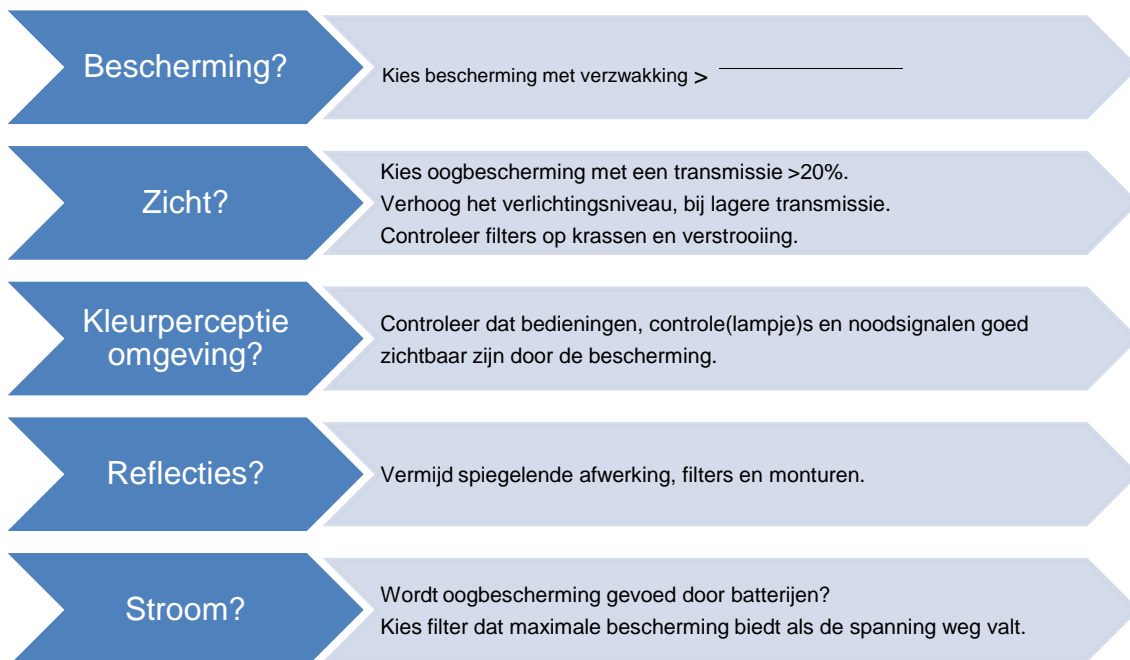 Bescherming?
Kies bescherming met verzwakking >
Zicht?
Kies oogbescherming met een transmissie >20%.
Verhoog het verlichtingsniveau, bij lagere transmissie.
Controleer filters op krassen en verstrooiing.
Kleurperceptie
omgeving?
Controleer dat bedieningen, controle(lampje)s en noodsignalen goed
zichtbaar zijn door de bescherming.
Reflecties?
Vermijd spiegelende afwerking, filters en monturen.
Stroom?
Wordt oogbescherming gevoed door batterijen?
Kies filter dat maximale bescherming biedt als de spanning weg valt.